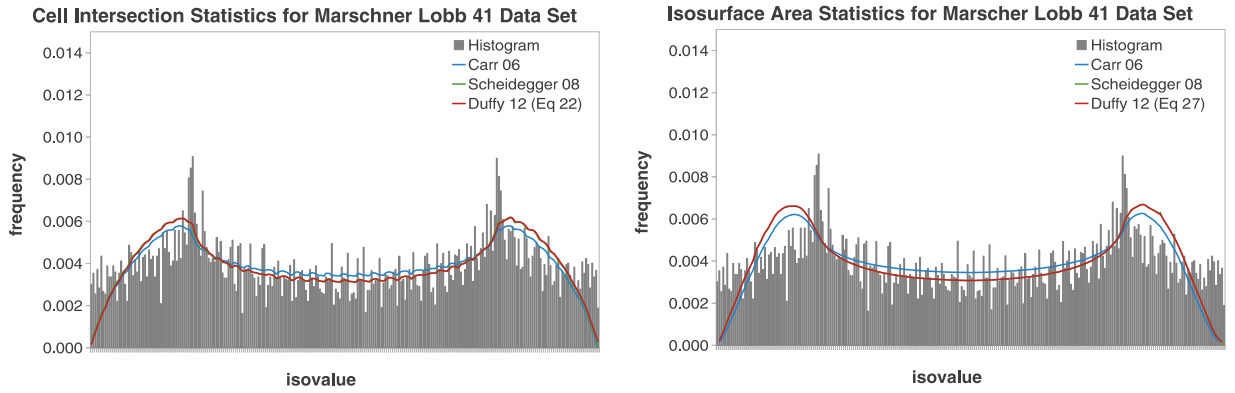 Cell Intersection Statistics for Marschner Lobb 41 Data Set
0.014
0.012
0.010
0.008
0.006
0.004
0.002
0.000
frequency
isovalue
Histogram
Carr 06
Scheidegger 08
Duffy 12 (Eq 22)
Isosurface Area Statistics for Marscher Lobb 41 Data Set
0.014
0.012
0.010
0.008
0.006
0.004
0.002
0.000
frequency
isovalue
Histogram
Carr 06
Scheidegger 08
Duffy 12 (Eq 27)